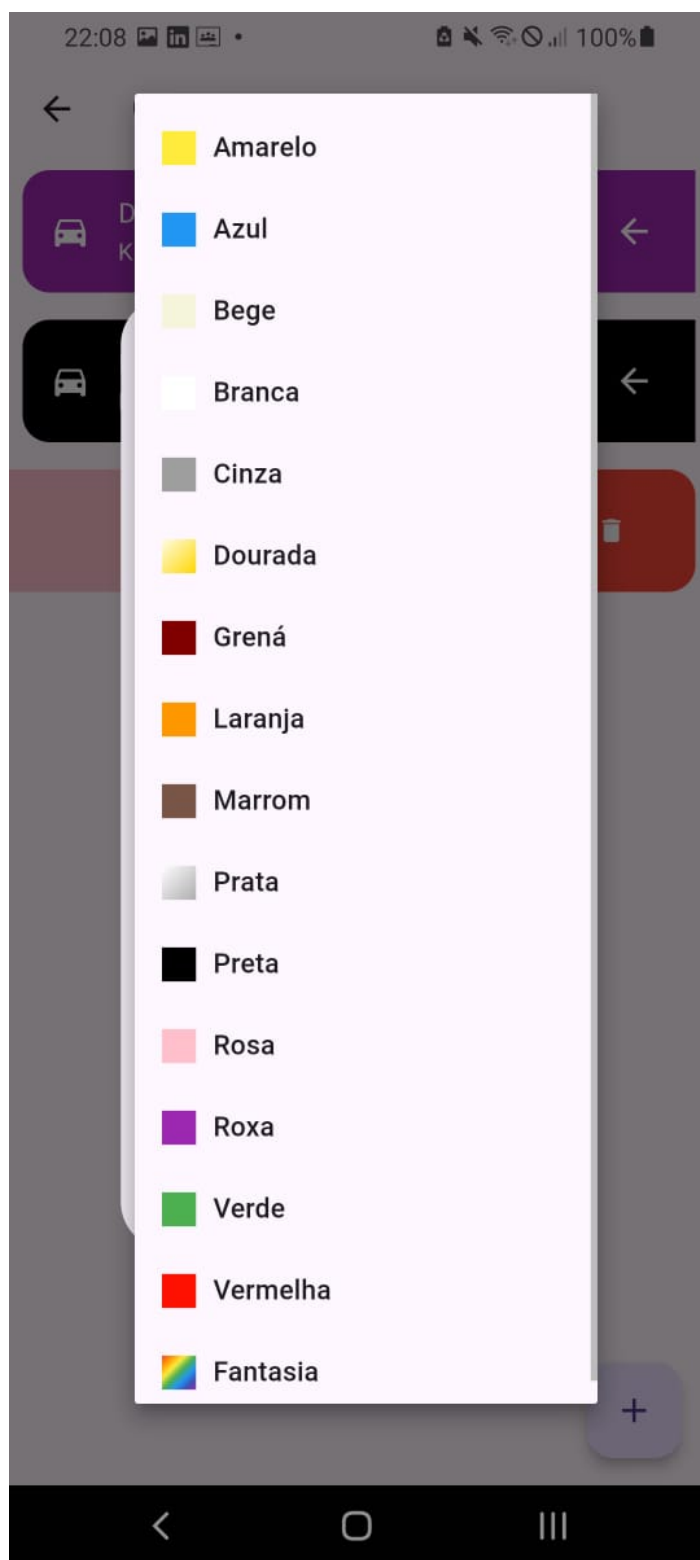 22:08
in
100%
D
K
Amarelo
Azul
Bege
Branca
Cinza
Dourada
Grená
Laranja
Marrom
Prata
Preta
Rosa
Roxa
Verde
Vermelha
Fantasia